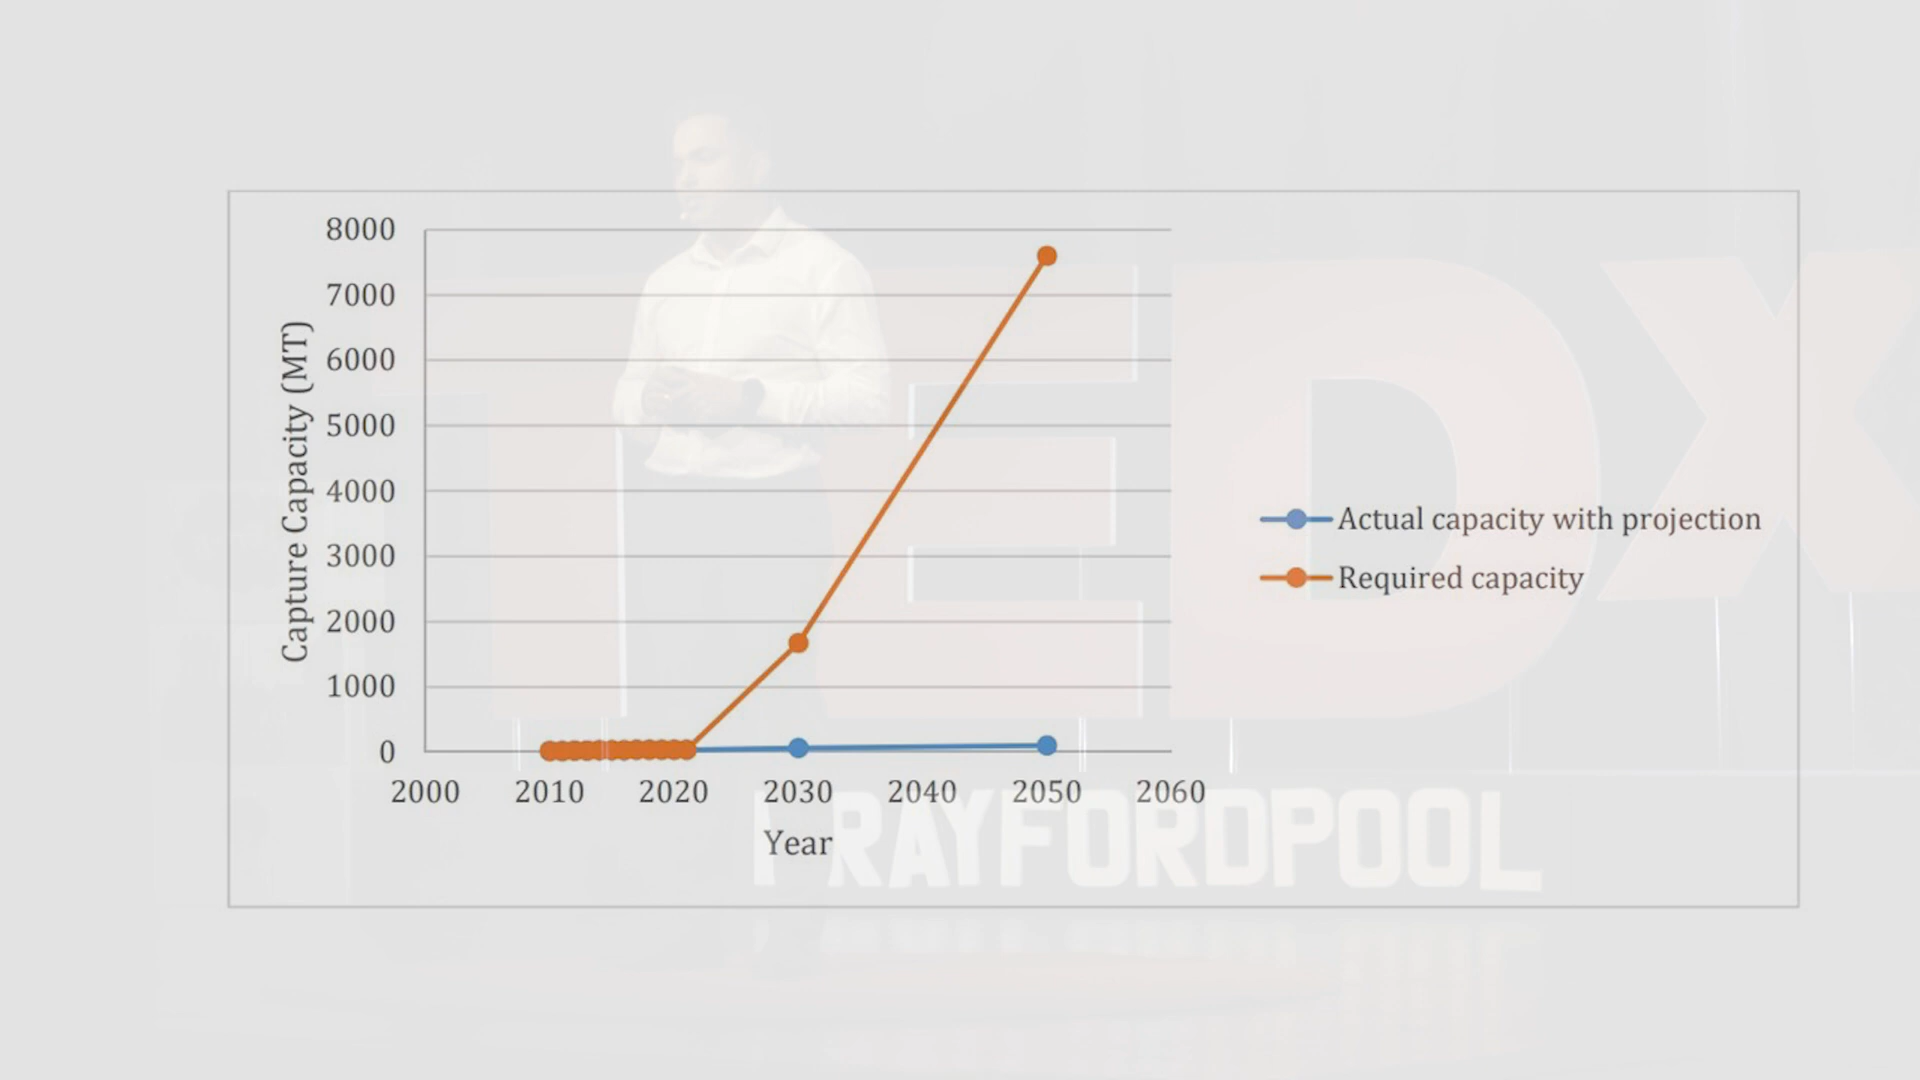 8000
7000
6000
5000
4000
3000
2000
1000
0
Capture Capacity (MT)
2000 2010 2020 2030 2040 2050 2060
Year
Actual capacity with projection
Required capacity
TEDX
RAYFORDPOOL